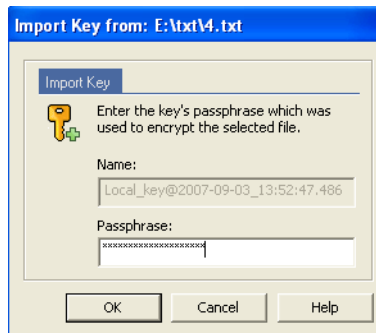 Import Key from: E:\txt\4.txt
Import Key
Enter the key's passphrase which was
used to encrypt the selected file.
Name:
Local_key@2007-09-03_13:52:47.486
Passphrase:
××××××××××××××××××××
OK Cancel Help